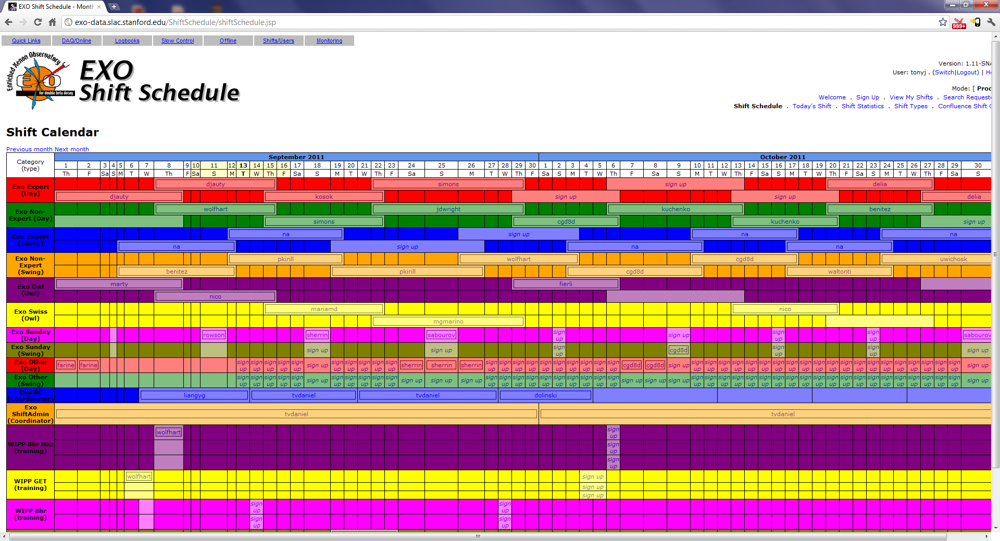 EXO Shift Schedule - Month
exo-data.slac.stanford.edu/ShiftSchedule/shiftSchedule.jsp
999+
Quick Links DAQ/Online Logbooks Slow Control Offline Shifts/Users Monitoring
Enriched Xenon Observatory
EXO
for double beta decay
EXO
Shift Schedule
Version: 1.11-SNA
User: tonyj . (Switch|Logout) | He
Mode: [ Prod
Welcome . Sign Up . View My Shifts . Search Requeste
Shift Schedule . Today's Shift . Shift Statistics . Shift Types . Confluence Shift
Shift Calendar
Previous month Next month
Category (type) September 2011 October 2011
1 2 3 4 5 6 7 8 9 10 11 12 13 14 15 16 17 18 19 20 21 22 23 24 25 26 27 28 29 30 1 2 3 4 5 6 7 8 9 10 11 12 13 14 15 16 17 18 19 20 21 22 23 24 25 26 27 28 29 30
Th F Sa S M T W Th F Sa S M T W Th F Sa S M T W Th F Sa S M T W Th F Sa S M T W Th F Sa S M T W Th F Sa S M T W Th F Sa S M T W Th F Sa S
Exo Expert (Day)
djauty simons sign up delia
djauty kosok sign up sign up delia
Exo Non-Expert (Day)
wolfhart jdwright kuchenko benitez
simons cgd8d kuchenko sign up
Exo Expert (Swing)
na sign up na na
na sign up na na
Exo Non-Expert (Swing)
pkirill wolfhart cgd8d uwichosk
benitez pkirill cgd8d waltonti
Exo Owl (Owl)
marty fierli
nico
Exo Swiss (Owl)
mariamd nico
mgmarino
Exo Sunday (Day)
rowson sherrin sabourov sign up sign up sign up sign up sabourov
Exo Sunday (Swing)
sign up sign up sign up cgd8d sign up sign up sign up
Exo Other (Day)
farine farine sign up sign up sign up sign up sign up sign up sign up sign up sign up sign up sign up sherrin sherrin sherrin sign up sign up sign up sign up sign up sign up sign up sign up sign up sign up cgd8d cgd8d sign up sign up sign up sign up sign up sign up sign up sign up sign up sign up sign up sign up sign up sign up sign up sign up sign up sign up sign up sign up sign up sign up
Exo Other (Swing)
sign up sign up sign up sign up sign up sign up sign up sign up sign up sign up sign up sign up sign up sign up sign up sign up sign up sign up sign up sign up sign up sign up sign up sign up sign up sign up sign up sign up sign up sign up sign up sign up sign up sign up sign up sign up sign up sign up sign up sign up sign up sign up sign up sign up sign up sign up sign up sign up
Exo RC (Coordinator)
liangyg tvdaniel tvdaniel dolinski
Exo ShiftAdmin (Coordinator)
tvdaniel tvdaniel
WIPP 8hr Haz (training)
wolfhart sign up
sign up
sign up
WIPP GET (training)
wolfhart sign up
sign up
sign up
WIPP 8hr (training)
sign up sign up
sign up sign up